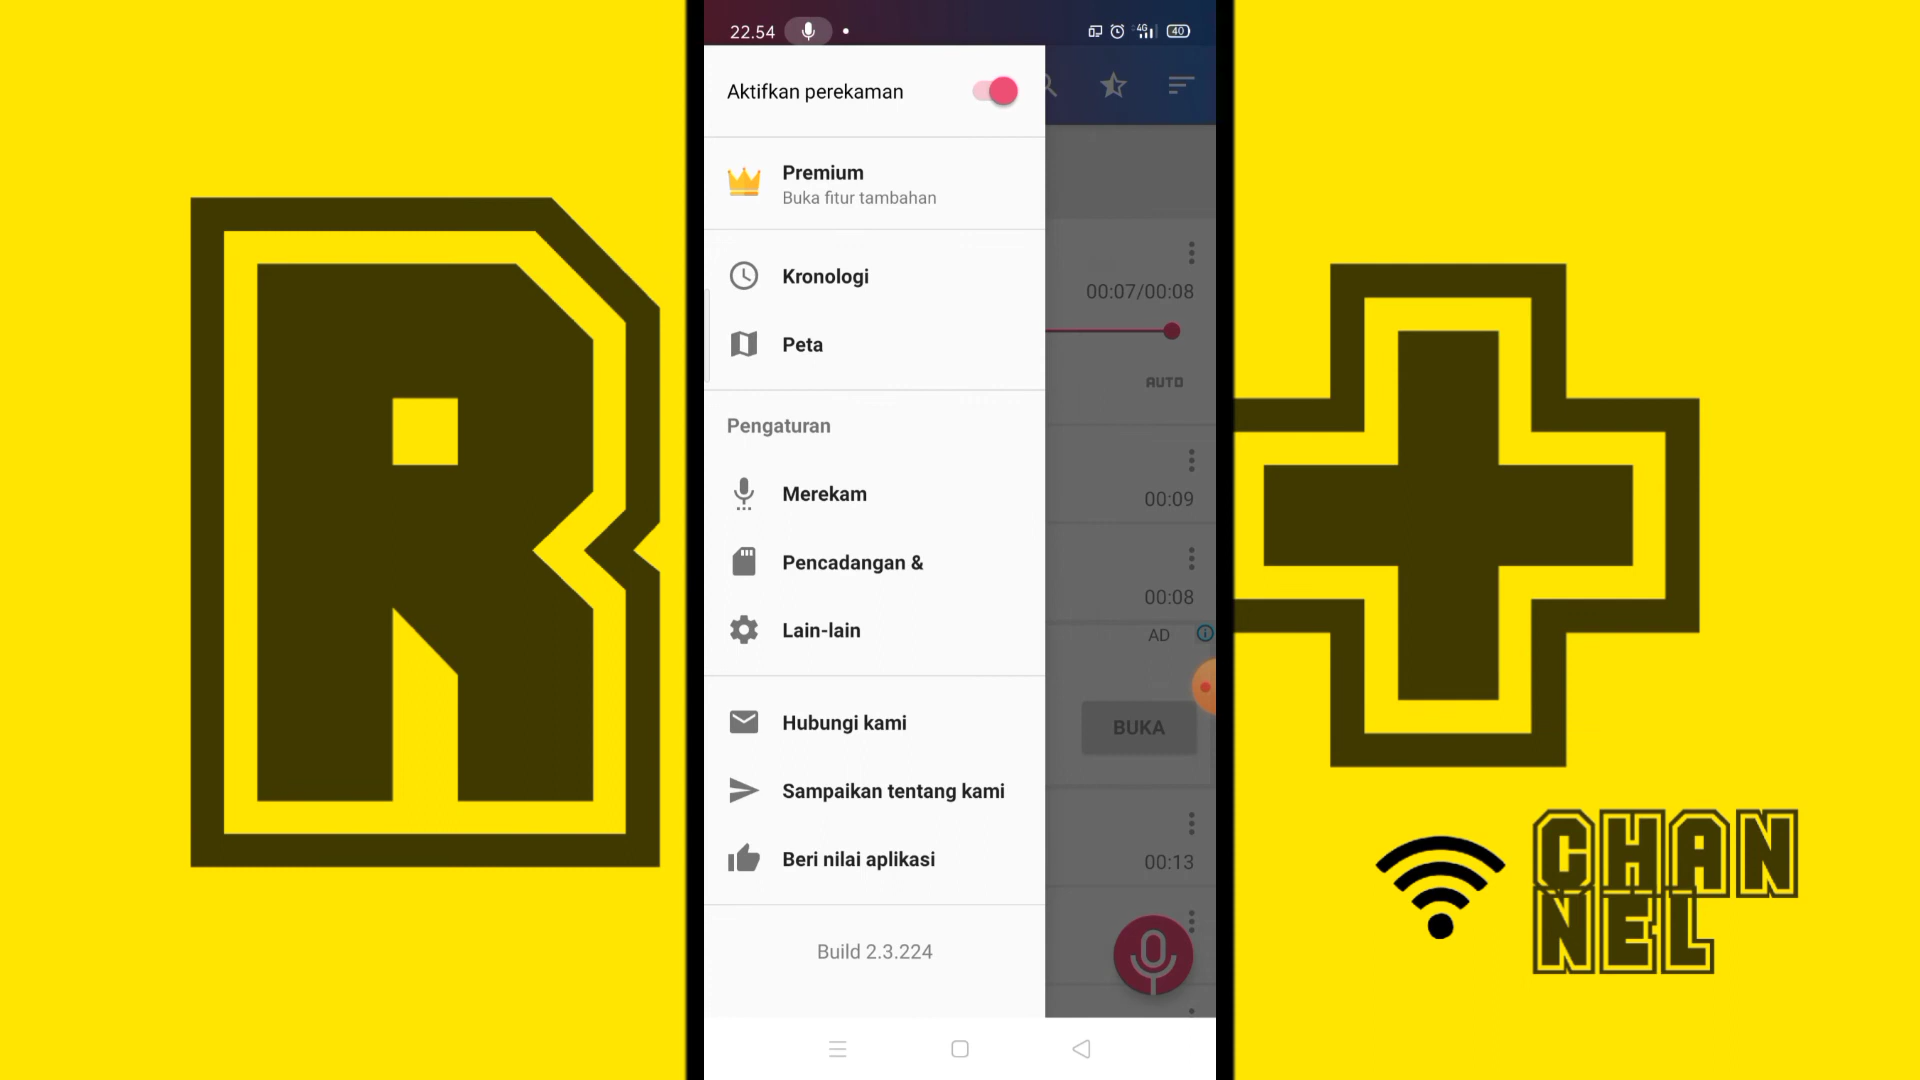 22.54
4G
40
Aktifkan perekaman
Premium
Buka fitur tambahan
Kronologi
Peta
Pengaturan
Merekam
Pencadangan &
Lain-lain
Hubungi kami
Sampaikan tentang kami
Beri nilai aplikasi
Build 2.3.224
00:07/00:08
AUTO
00:09
00:08
AD
BUKA
00:13
R
CHAN
NEL